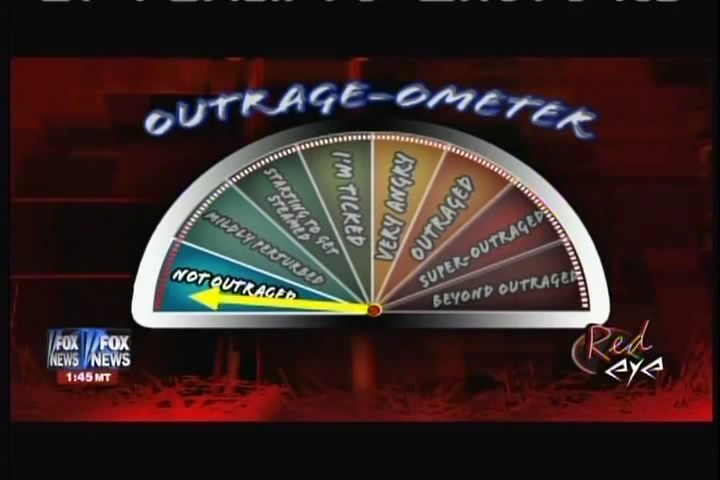 OUTRAGE-OMETER
NOT OUTRAGED
MILDLY PERTURBED
STARTING TO GET
STEAMED
I'M TICKED
VERY ANGRY
OUTRAGED
SUPER-OUTRAGED
BEYOND OUTRAGED
FOX NEWS
FOX NEWS
1:45 MT
Red
eye